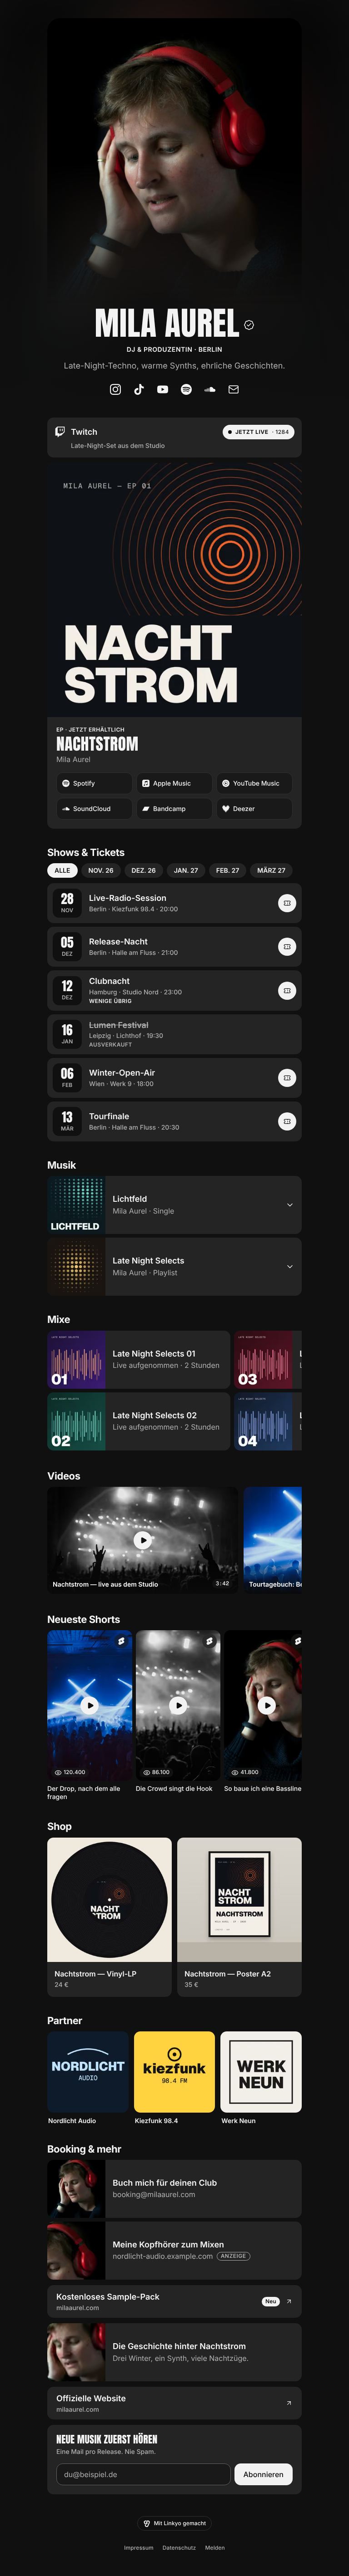 MILA AUREL
DJ & PRODUZENTIN · BERLIN
Late-Night-Techno, warme Synths, ehrliche Geschichten.
Twitch
JETZT LIVE · 1284
Late-Night-Set aus dem Studio
MILA AUREL — EP 01
NACHT
STROM
EP · JETZT ERHÄLTLICH
NACHTSTROM
Mila Aurel
Spotify
Apple Music
YouTube Music
SoundCloud
Bandcamp
Deezer
Shows & Tickets
ALLE
NOV. 26
DEZ. 26
JAN. 27
FEB. 27
MÄRZ 27
28
NOV
Live-Radio-Session
Berlin · Kiezfunk 98.4 · 20:00
05
DEZ
Release-Nacht
Berlin · Halle am Fluss · 21:00
12
DEZ
Clubnacht
Hamburg · Studio Nord · 23:00
WENIGE ÜBRIG
16
JAN
Lumen Festival
Leipzig · Lichthof · 19:30
AUSVERKAUFT
06
FEB
Winter-Open-Air
Wien · Werk 9 · 18:00
13
MÄR
Tourfinale
Berlin · Halle am Fluss · 20:30
Musik
LICHTFELD
Lichtfeld
Mila Aurel · Single
Late Night Selects
Mila Aurel · Playlist
Mixe
LATE NIGHT SELECTS
01
Late Night Selects 01
Live aufgenommen · 2 Stunden
LATE NIGHT SELECTS
03
LATE NIGHT SELECTS
02
Late Night Selects 02
Live aufgenommen · 2 Stunden
LATE NIGHT SELECTS
04
Videos
Nachtstrom — live aus dem Studio
3:42
Tourtagebuch:
Neueste Shorts
120.400
Der Drop, nach dem alle
fragen
86.100
Die Crowd singt die Hook
41.800
So baue ich eine Bassline
Shop
NACHT
STROM
Nachtstrom — Vinyl-LP
24 €
NACHT
STROM
NACHTSTROM
Nachtstrom — Poster A2
35 €
Partner
NORDLICHT
AUDIO
Nordlicht Audio
kiezfunk
98.4 FM
Kiezfunk 98.4
WERK
NEUN
Werk Neun
Booking & mehr
Buch mich für deinen Club
booking@milaaurel.com
Meine Kopfhörer zum Mixen
nordlicht-audio.example.com
ANZEIGE
Kostenloses Sample-Pack
milaaurel.com
Neu
Die Geschichte hinter Nachtstrom
Drei Winter, ein Synth, viele Nachtzüge.
Offizielle Website
milaaurel.com
NEUE MUSIK ZUERST HÖREN
Eine Mail pro Release. Nie Spam.
du@beispiel.de
Abonnieren
Mit Linkyo gemacht
Impressum
Datenschutz
Melden